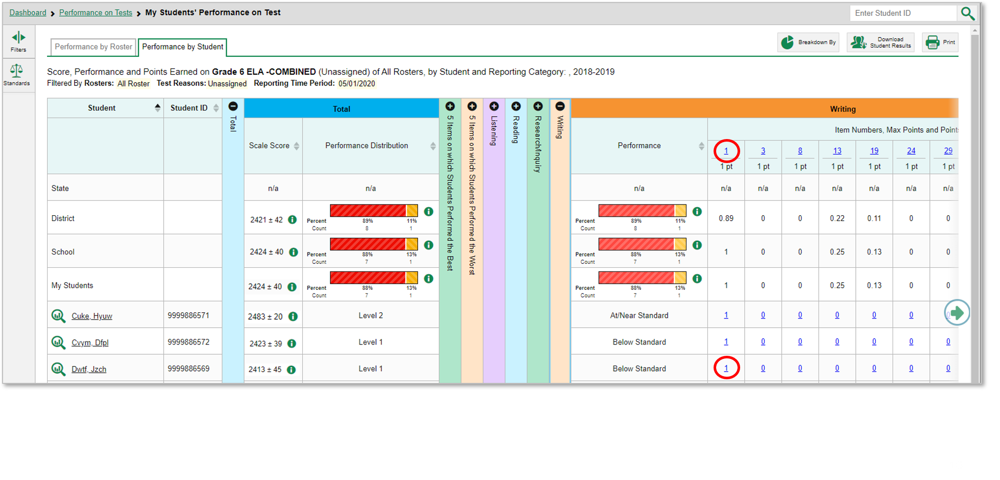 Dashboard > Performance on Tests > My Students' Performance on Test
Enter Student ID
Filters
Standards
Performance by Roster
Performance by Student
Breakdown By
Download
Student Results
Print
Score, Performance and Points Earned on Grade 6 ELA -COMBINED (Unassigned) of All Rosters, by Student and Reporting Category: , 2018-2019
Filtered By Rosters: All Roster Test Reasons: Unassigned Reporting Time Period: 05/01/2020
Student Student ID Total Total Writing
5 Items on which Students Performed the Best
5 Items on which Students Performed the Worst
Listening
Reading
Research/Inquiry
Writing
Item Numbers, Max Points and Points
Scale Score Performance Distribution Performance
1 3 8 13 19 24 29
1 pt 1 pt 1 pt 1 pt 1 pt 1 pt 1 pt
State n/a n/a n/a n/a n/a n/a n/a n/a n/a n/a
District 2421 ± 42 0.89 0 0 0.22 0.11 0 0
Percent 89% 11% Percent 89% 11%
Count 8 1 Count 8 1
School 2424 ± 40 1 0 0 0.25 0.13 0 0
Percent 88% 13% Percent 88% 13%
Count 7 1 Count 7 1
My Students 2424 ± 40 1 0 0 0.25 0.13 0 0
Percent 88% 13% Percent 88% 13%
Count 7 1 Count 7 1
Cuke, Hyuw 9999886571 2483 ± 20 Level 2 At/Near Standard 1 0 0 0 0 0 0
Cvym, Dfpl 9999886572 2423 ± 39 Level 1 Below Standard 1 0 0 0 0 0 0
Dwtf, Jzch 9999886569 2413 ± 45 Level 1 Below Standard 1 0 0 0 0 0 0